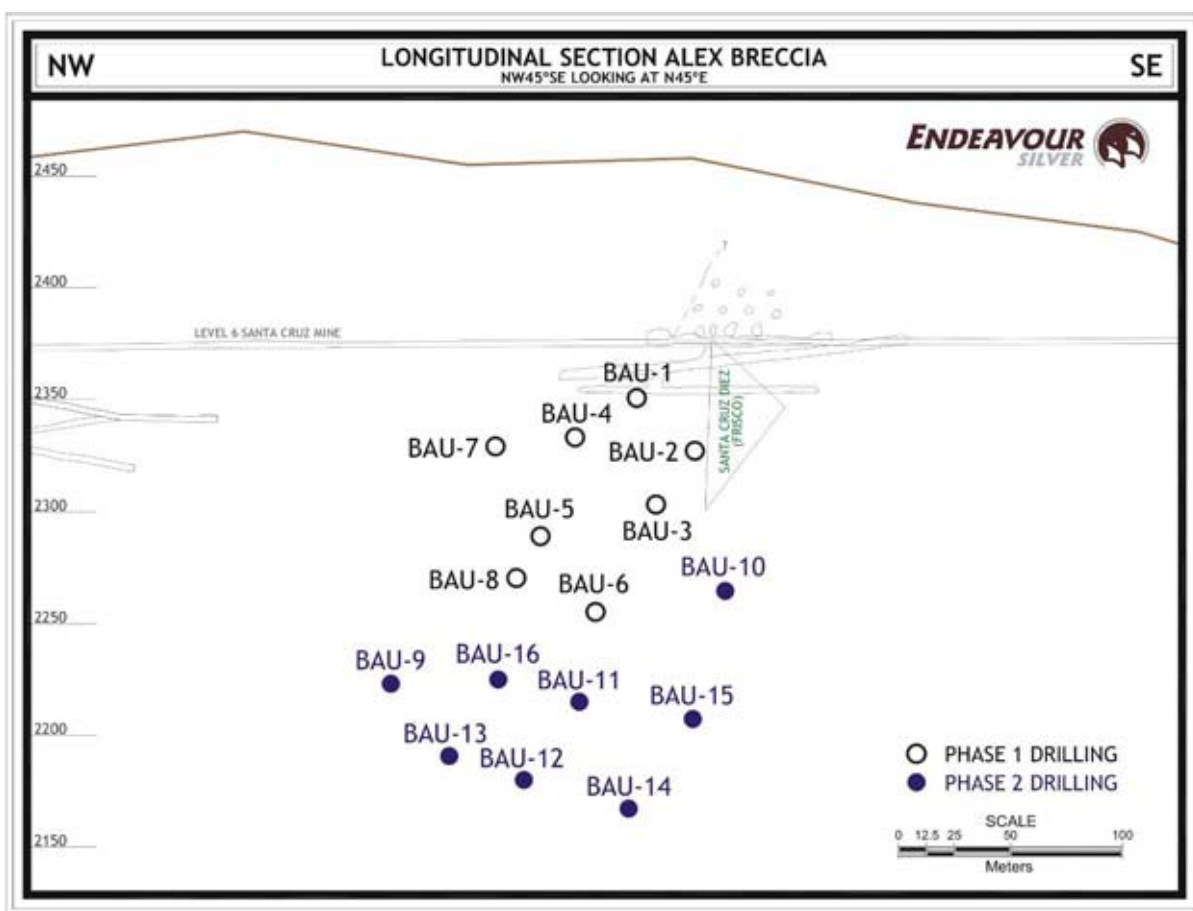 NW
LONGITUDINAL SECTION ALEX BRECCIA
NW45°SE LOOKING AT N45°E
SE
ENDEAVOUR
SILVER
2450
?
2400
LEVEL 6 SANTA CRUZ MINE
2350
BAU-1
BAU-4
BAU-7
BAU-2
SANTA CRUZ DIEZ
(FRISCO)
2300
BAU-5
BAU-3
BAU-10
BAU-8
BAU-6
2250
BAU-9
BAU-16
BAU-11
BAU-15
2200
BAU-13
BAU-12
BAU-14
PHASE 1 DRILLING
PHASE 2 DRILLING
2150
SCALE
0 12.5 25 50 100
Meters